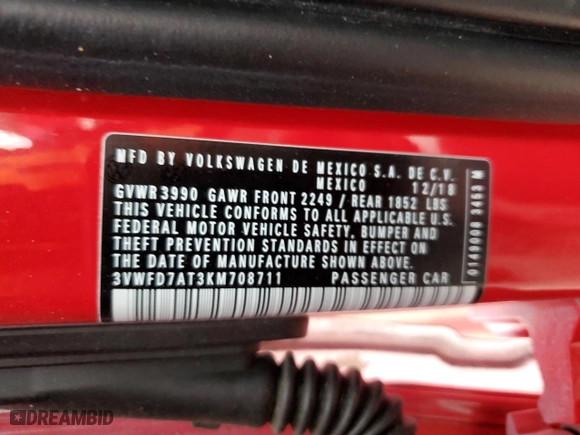 MFD BY VOLKSWAGEN DE MEXICO S.A. DE C.V.
MEXICO 12/18
GVWR 3990 GAWR FRONT 2249 / REAR 1852 LBS
THIS VEHICLE CONFORMS TO ALL APPLICABLE U.S.
FEDERAL MOTOR VEHICLE SAFETY, BUMPER AND
THEFT PREVENTION STANDARDS IN EFFECT ON
THE DATE OF MANUFACTURE SHOWN ABOVE.
3VWFD7AT3KM708711 PASSENGER CAR
DREAMBID